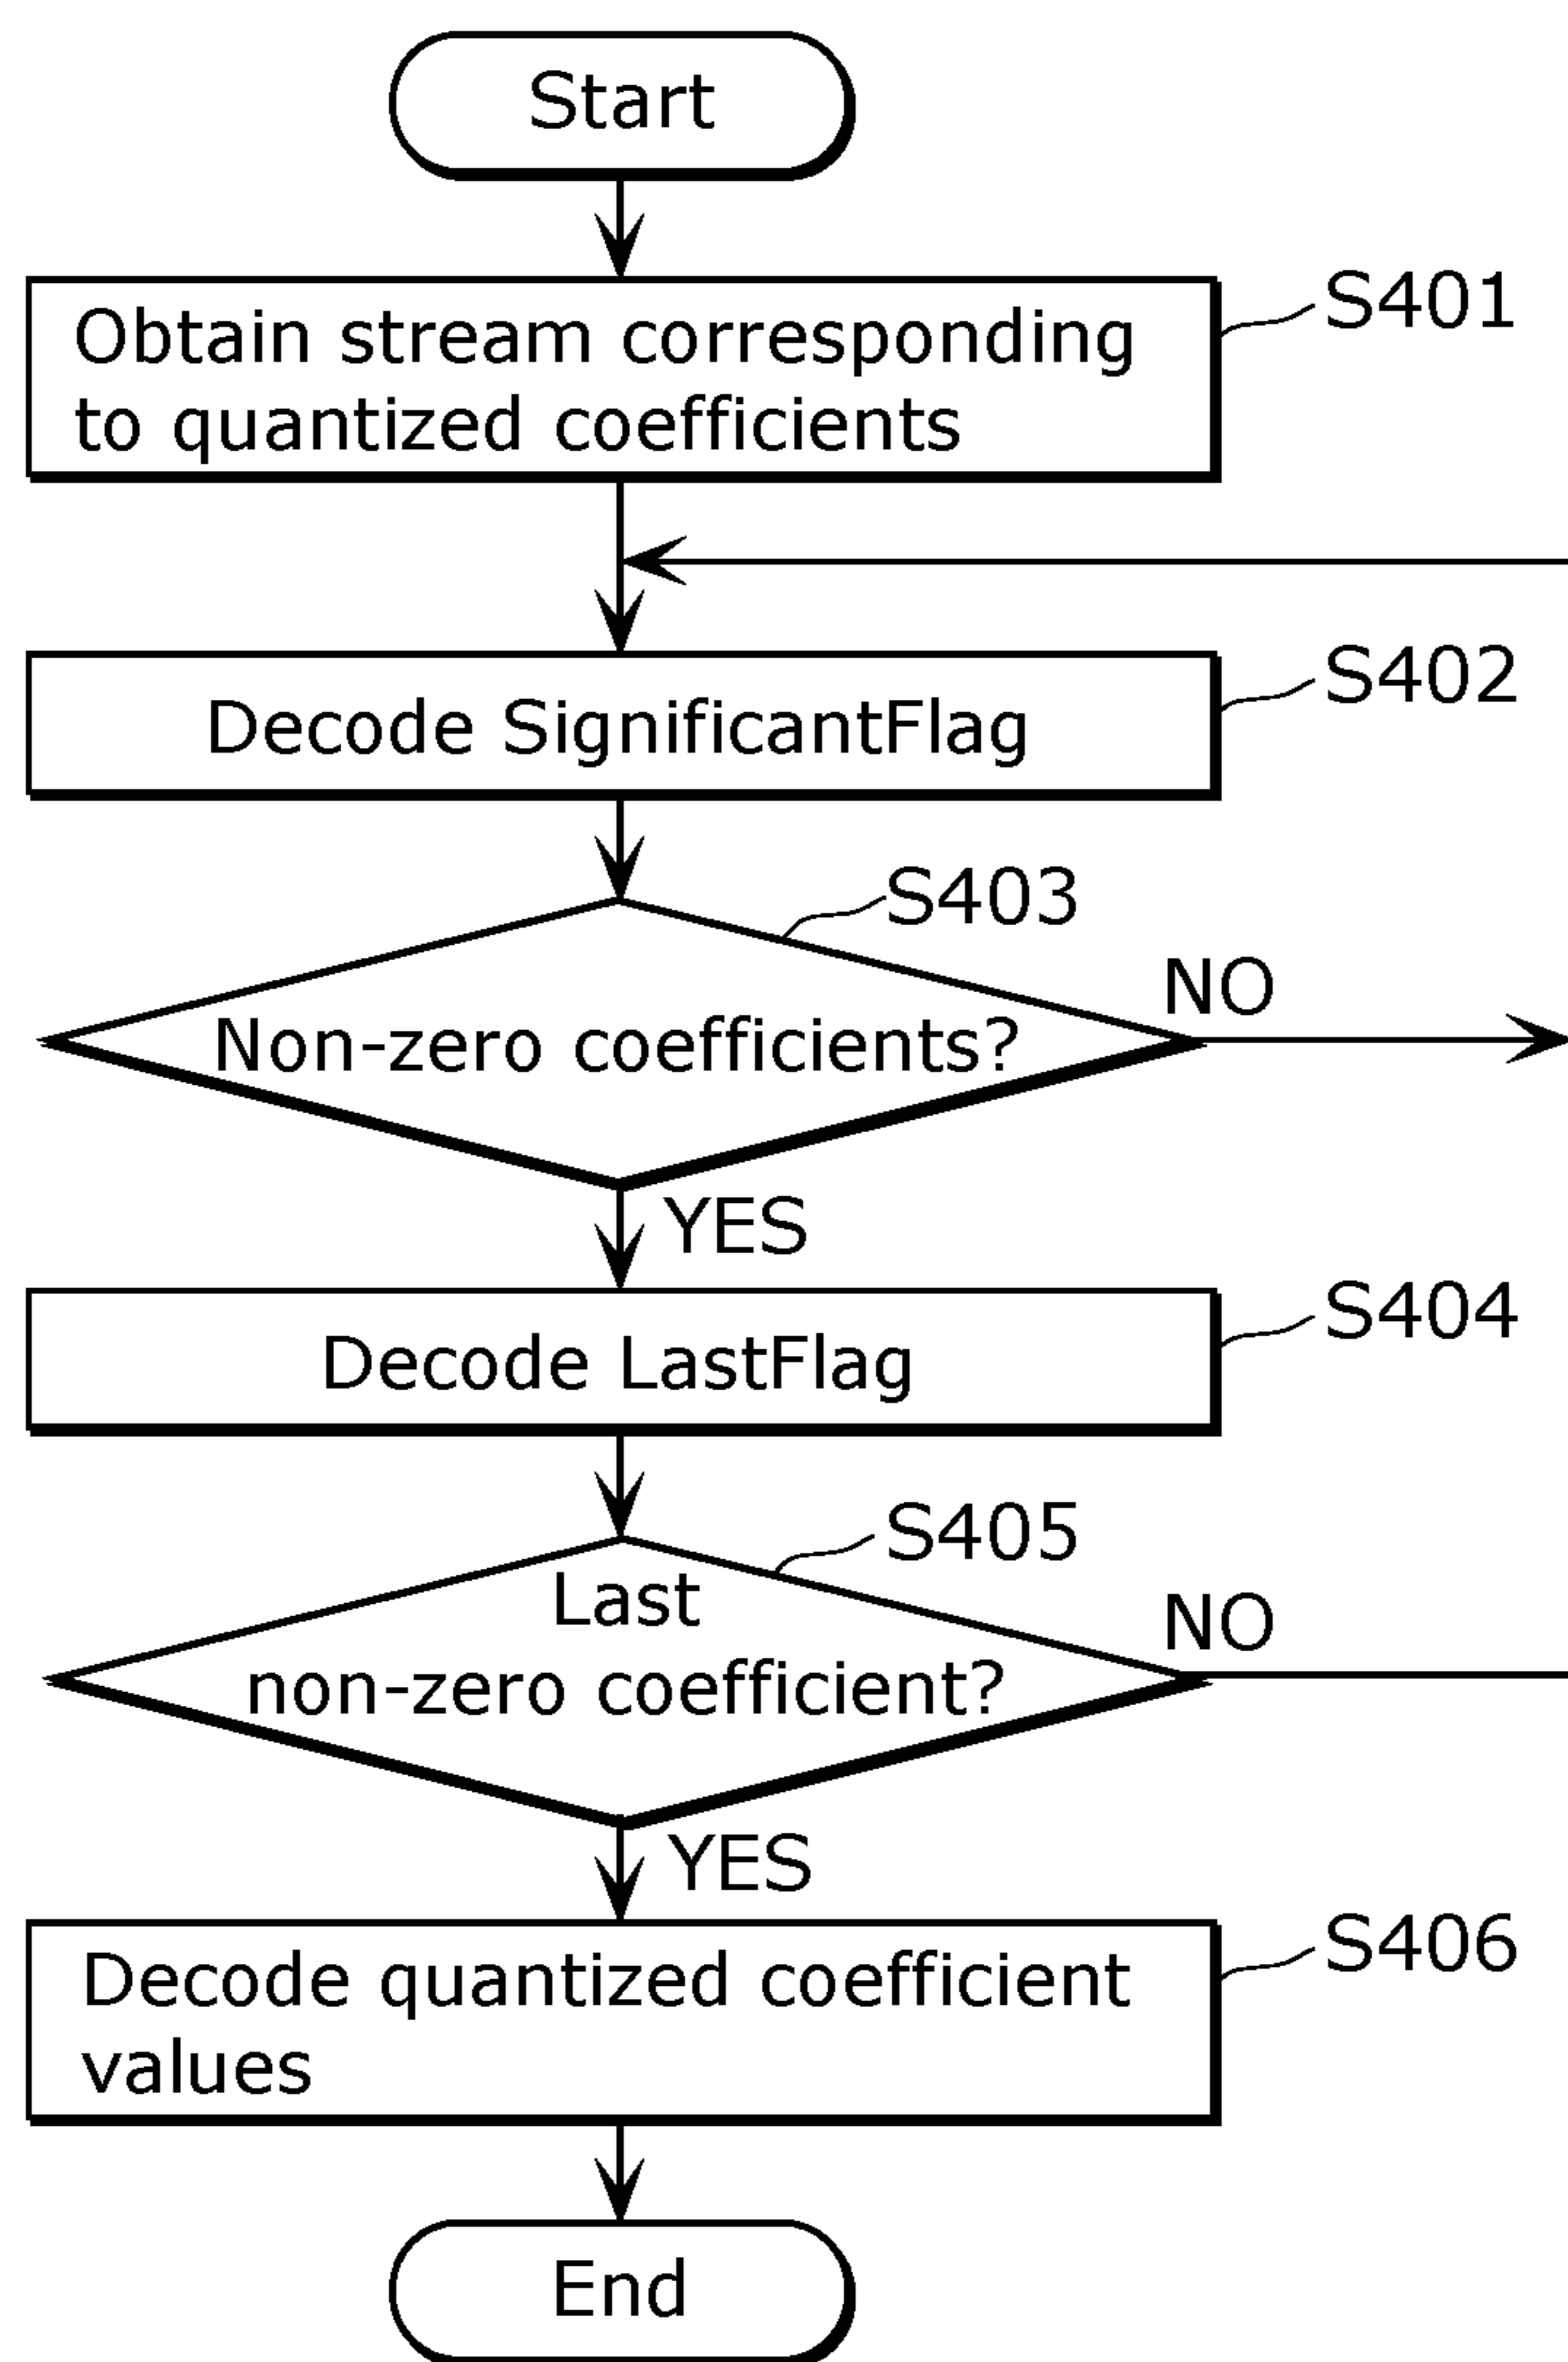 Start
S401
Obtain stream corresponding
to quantized coefficients
S402
Decode SignificantFlag
S403
NO
Non-zero coefficients?
YES
S404
Decode LastFlag
S405
Last
NO
non-zero coefficient?
YES
S406
Decode quantized coefficient
values
End